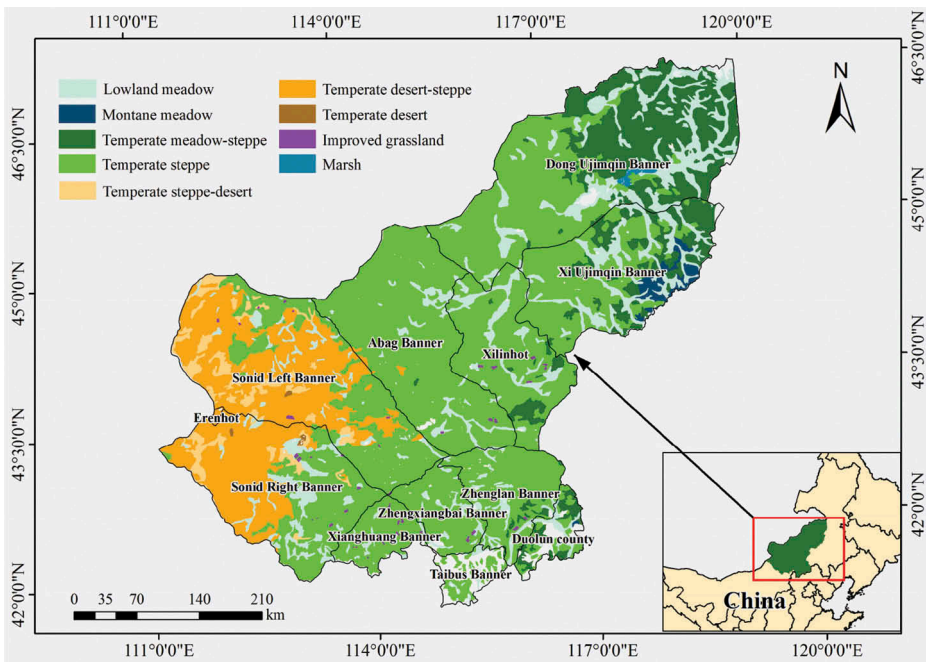 111°0'0"E 114°0'0"E 117°0'0"E 120°0'0"E
46°30'0"N
45°0'0"N
43°30'0"N
42°0'0"N
46°30'0"N
45°0'0"N
43°30'0"N
42°0'0"N
N
Lowland meadow
Montane meadow
Temperate meadow-steppe
Temperate steppe
Temperate steppe-desert
Temperate desert-steppe
Temperate desert
Improved grassland
Marsh
Dong Ujimqin Banner
Xi Ujimqin Banner
Abag Banner
Xilinhot
Sonid Left Banner
Erenhot
Sonid Right Banner
Zhenglan Banner
Zhengxiangbai Banner
Xianghuang Banner
Duolun county
Taibus Banner
0 35 70 140 210
km
China
111°0'0"E 114°0'0"E 117°0'0"E 120°0'0"E